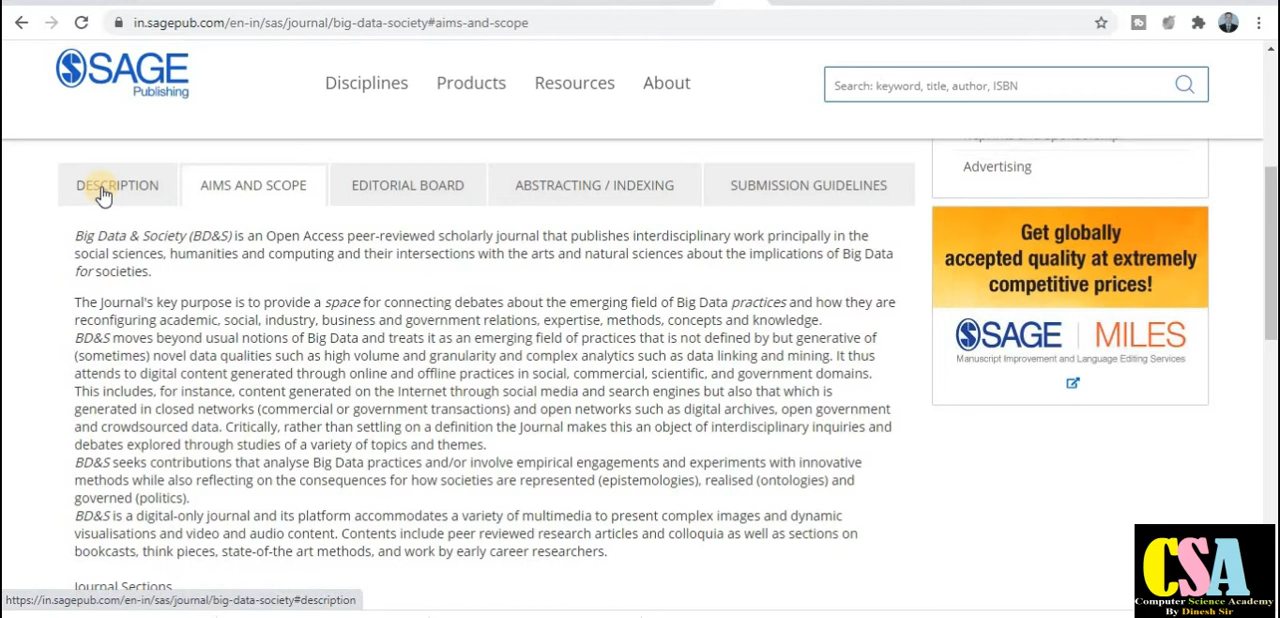 in.sagepub.com/en-in/sas/journal/big-data-society#aims-and-scope
SAGE
Publishing
Disciplines
Products
Resources
About
Search: keyword, title, author, ISBN
Advertising
DESCRIPTION
AIMS AND SCOPE
EDITORIAL BOARD
ABSTRACTING / INDEXING
SUBMISSION GUIDELINES
Big Data & Society (BD&S) is an Open Access peer-reviewed scholarly journal that publishes interdisciplinary work principally in the
social sciences, humanities and computing and their intersections with the arts and natural sciences about the implications of Big Data
for societies.
The Journal's key purpose is to provide a space for connecting debates about the emerging field of Big Data practices and how they are
reconfiguring academic, social, industry, business and government relations, expertise, methods, concepts and knowledge.
BD&S moves beyond usual notions of Big Data and treats it as an emerging field of practices that is not defined by but generative of
(sometimes) novel data qualities such as high volume and granularity and complex analytics such as data linking and mining. It thus
attends to digital content generated through online and offline practices in social, commercial, scientific, and government domains.
This includes, for instance, content generated on the Internet through social media and search engines but also that which is
generated in closed networks (commercial or government transactions) and open networks such as digital archives, open government
and crowdsourced data. Critically, rather than settling on a definition the Journal makes this an object of interdisciplinary inquiries and
debates explored through studies of a variety of topics and themes.
BD&S seeks contributions that analyse Big Data practices and/or involve empirical engagements and experiments with innovative
methods while also reflecting on the consequences for how societies are represented (epistemologies), realised (ontologies) and
governed (politics).
BD&S is a digital-only journal and its platform accommodates a variety of multimedia to present complex images and dynamic
visualisations and video and audio content. Contents include peer reviewed research articles and colloquia as well as sections on
bookcasts, think pieces, state-of-the art methods, and work by early career researchers.
Journal Sections
Get globally
accepted quality at extremely
competitive prices!
SAGE
MILES
Manuscript Improvement and Language Editing Services
https://in.sagepub.com/en-in/sas/journal/big-data-society#description
CSA
Computer Science Academy
By Dinesh Sir